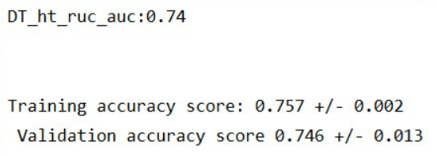 DT_ht_ruc_auc:0.74
Training accuracy score: 0.757 +/- 0.002
Validation accuracy score 0.746 +/- 0.013